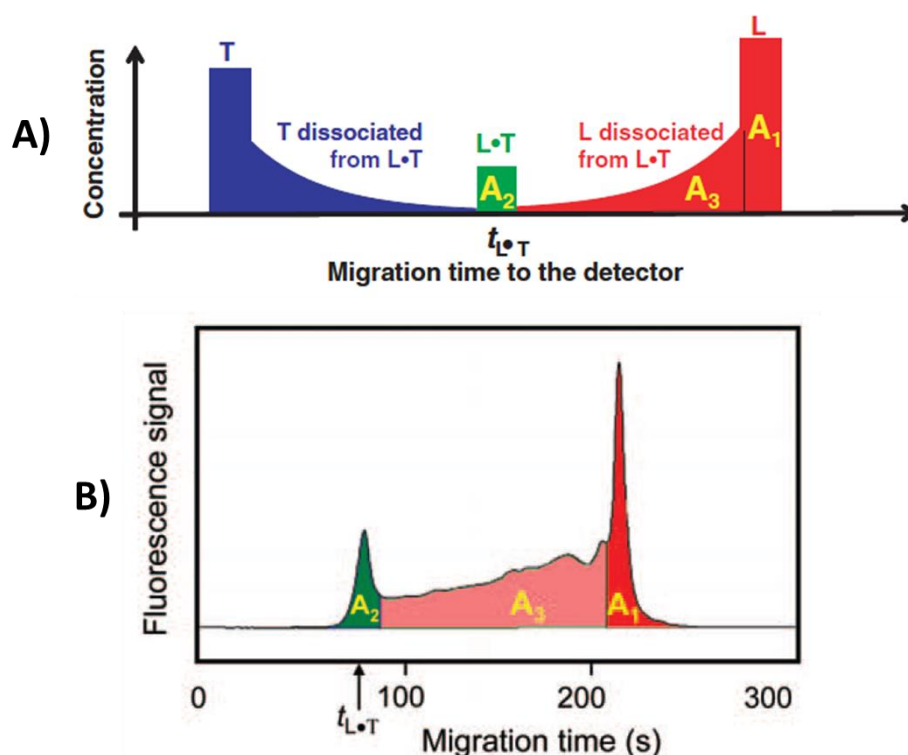 A)
Concentration
T
T dissociated
from L•T
L•T
A2
L dissociated
from L•T
A3
L
A1
tL•T
Migration time to the detector
B)
Fluorescence signal
A2
A3
A1
0
100
200
300
tL•T
Migration time (s)